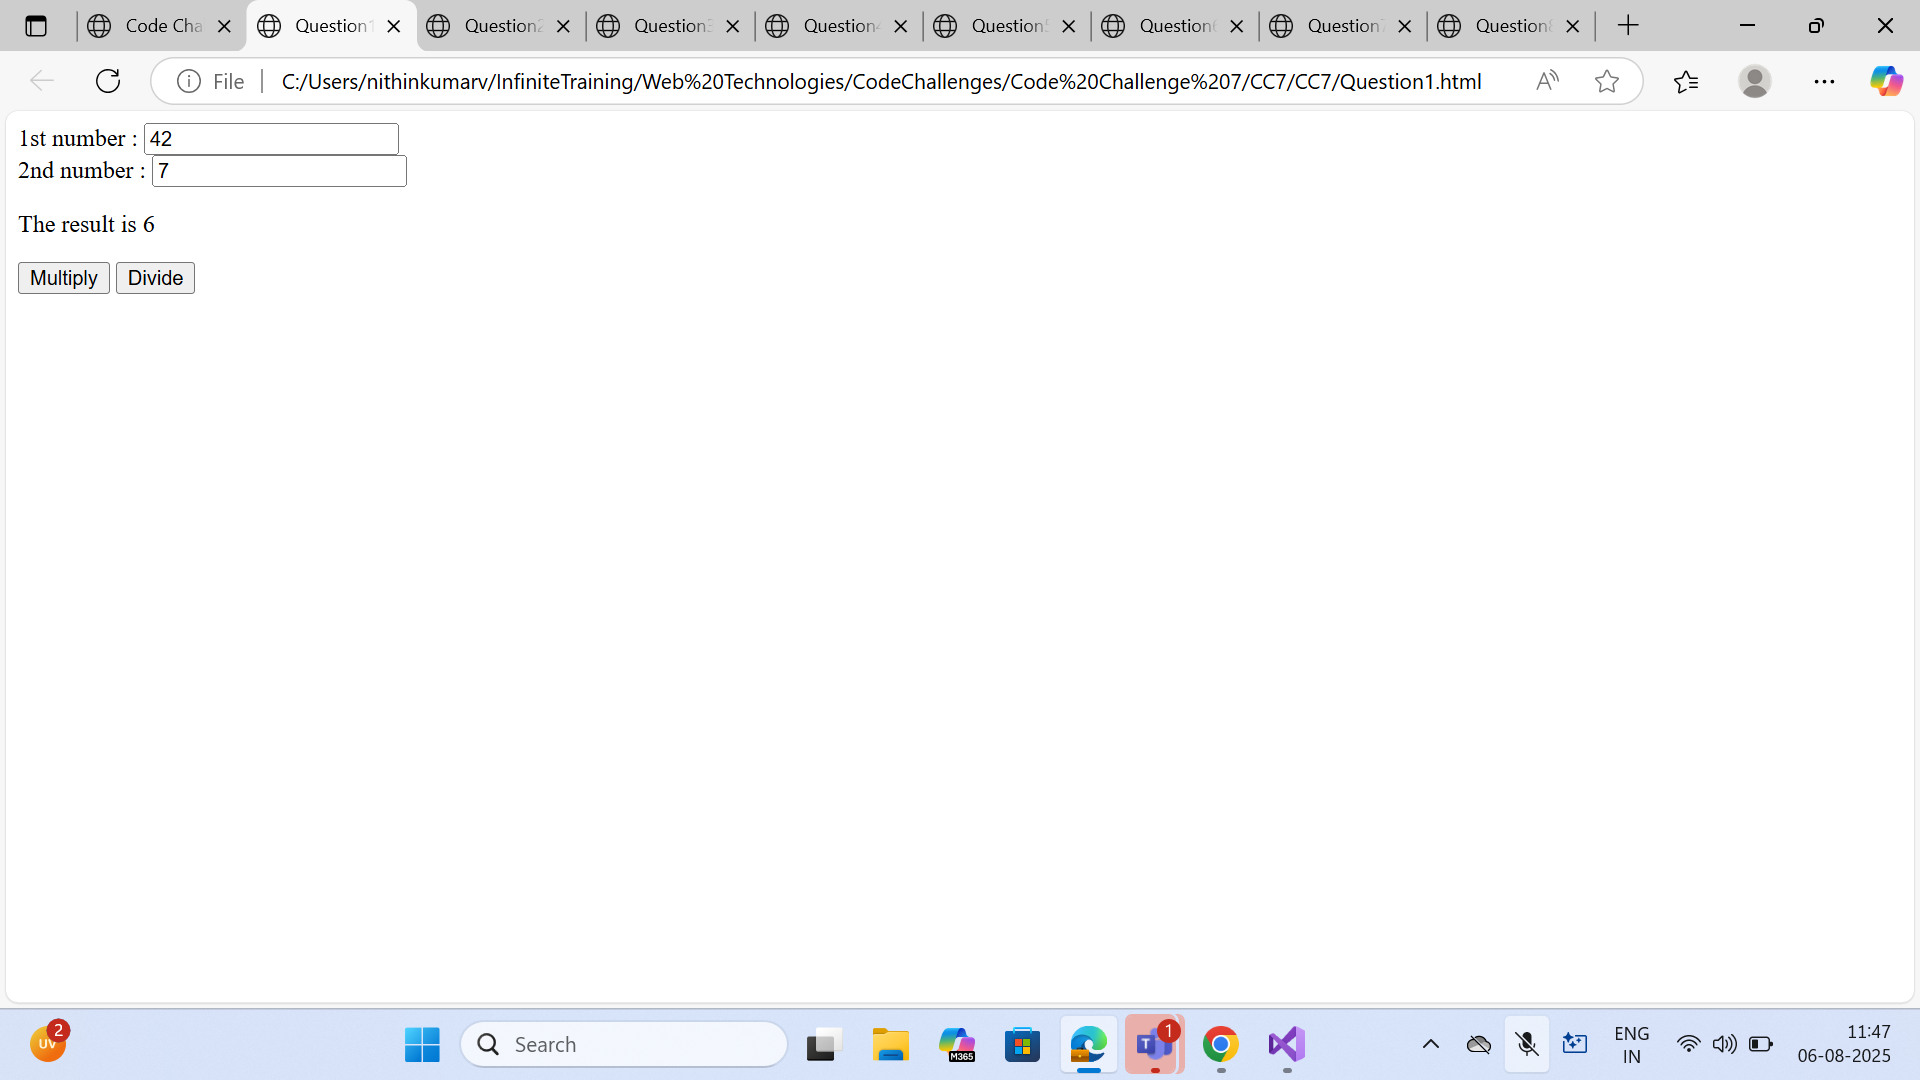 Code Cha
Question1
Question2
Question3
Question4
Question5
Question6
Question7
Question8
File
C:/Users/nithinkumarv/InfiniteTraining/Web%20Technologies/CodeChallenges/Code%20Challenge%207/CC7/CC7/Question1.html
1st number : 42
2nd number : 7
The result is 6
Multiply Divide
UV
2
Search
M365
T
1
ENG
IN
11:47
06-08-2025